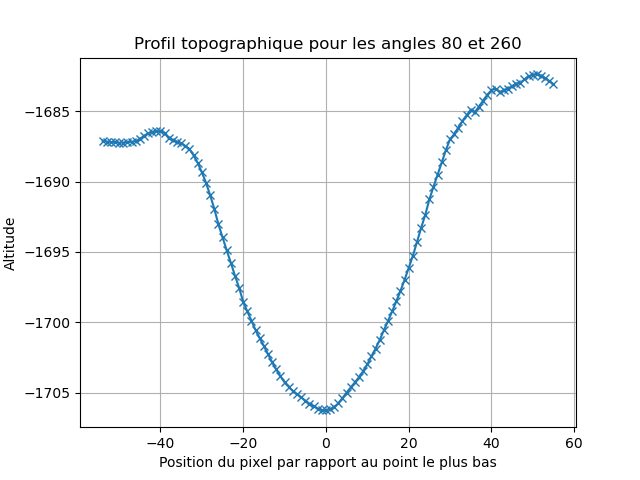 Profil topographique pour les angles 80 et 260
Altitude
−1685
−1690
−1695
−1700
−1705
−40 −20 0 20 40 60
Position du pixel par rapport au point le plus bas